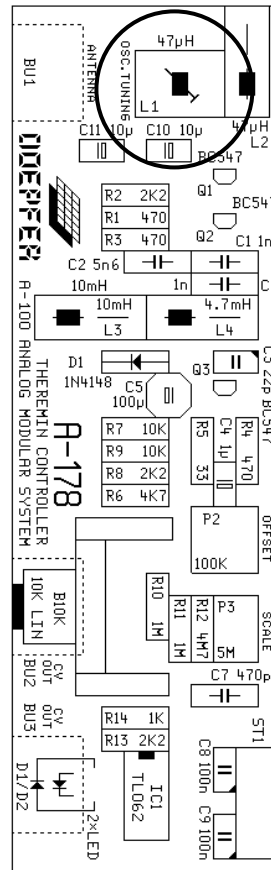 47µH
BU1
ANTENNA
OSC.TUNING
L1
47µH
L2
C11 10µ
C10 10µ
BC547
Q1
DOEPFER
R2 2K2
R1 470
R3 470
BC547
Q2
C1 1n
C2 5n6
1n
C
10mH
10mH
L3
4.7mH
L4
A-100 ANALOG MODULAR SYSTEM
THEREMIN CONTROLLER
A-178
D1
1N4148
C5
100µ
Q3
C3 22p
BC547
R7 10K
R9 10K
R8 2K2
R6 4K7
R5 33
C4 1µ
R4 470
P2
100K
OFFSET
B10K
10K LIN
R10 1M
R11 1M
R12 4M7
P3
5M
SCALE
BU2
CV OUT
BU3
CV OUT
C7 470p
R14 1K
R13 2K2
ST1
D1/D2
2×LED
IC1
TL062
C8 100n
C9 100n